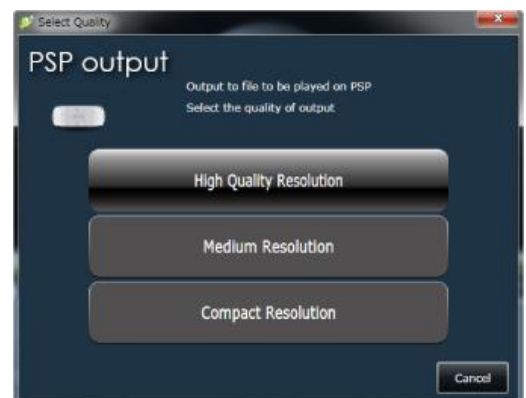 Select Quality
PSP output
Output to file to be played on PSP
Select the quality of output
High Quality Resolution
Medium Resolution
Compact Resolution
Cancel